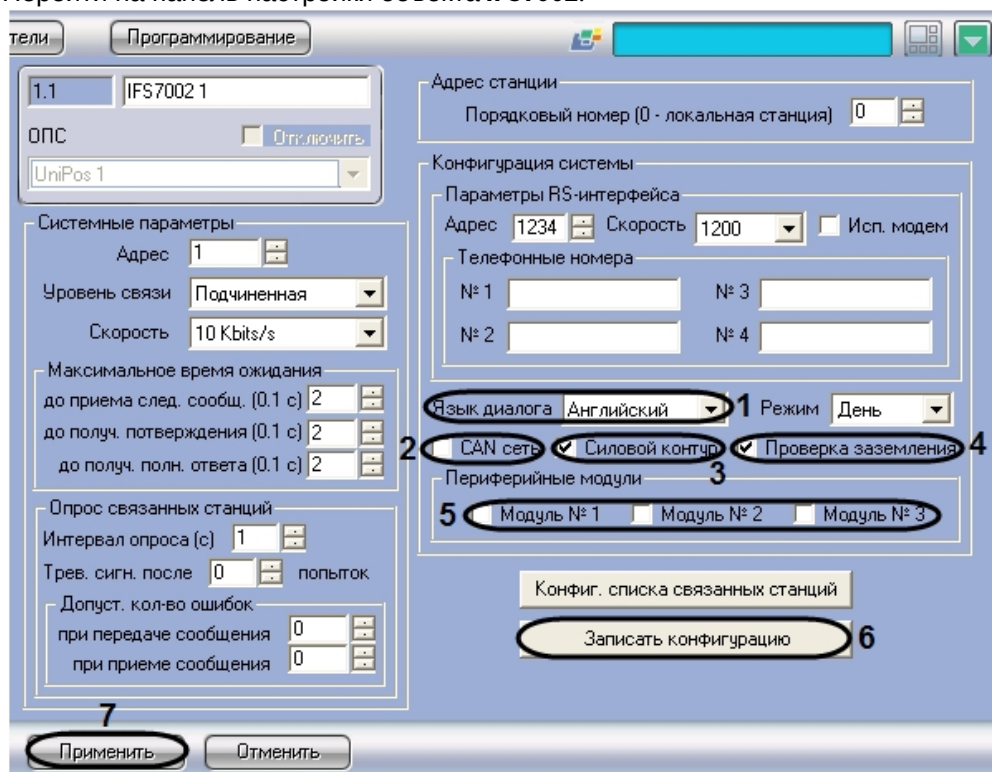 Перейти на панель настройки объекта IFS7002.
тели Программирование
1.1 IFS7002 1
ОПС Отключить
UniPos 1
Системные параметры
Адрес 1
Уровень связи Подчиненная
Скорость 10 Kbits/s
Максимальное время ожидания
до приема след. сообщ. (0.1 с) 2
до получ. потверждения (0.1 с) 2
до получ. полн. ответа (0.1 с) 2
Опрос связанных станций
Интервал опроса (с) 1
Трев. сигн. после 0 попыток
Допуст. кол-во ошибок
при передаче сообщения 0
при приеме сообщения 0
Адрес станции
Порядковый номер (0 - локальная станция) 0
Конфигурация системы
Параметры RS-интерфейса
Адрес 1234 Скорость 1200 Исп. модем
Телефонные номера
№ 1 № 3
№ 2 № 4
Язык диалога Английский 1 Режим День
2 CAN сеть Силовой контур 3 Проверка заземления 4
Периферийные модули
5 Модуль № 1 Модуль № 2 Модуль № 3
Конфиг. списка связанных станций
Записать конфигурацию 6
7
Применить Отменить